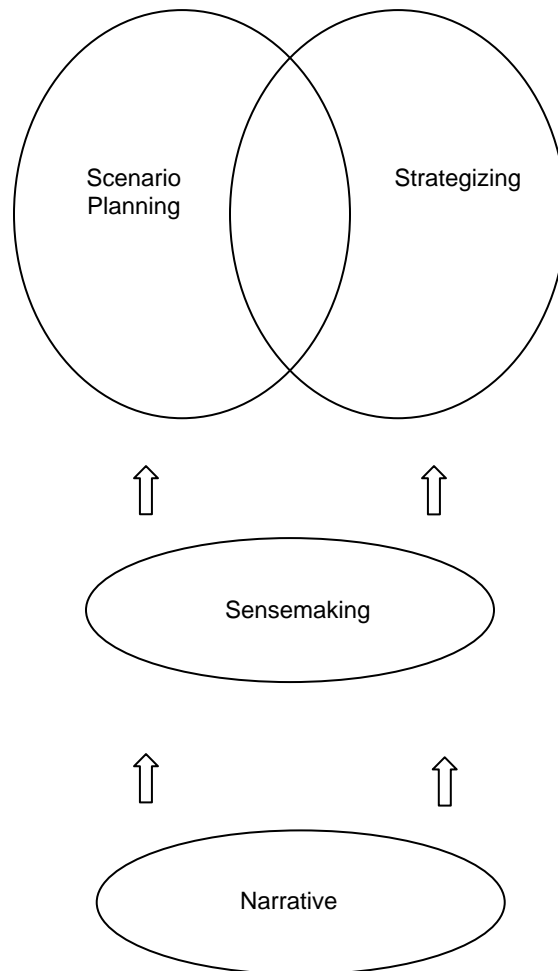 Scenario
Planning
Strategizing
Sensemaking
Narrative